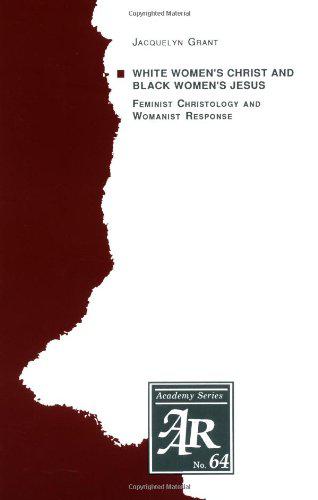 Copyrighted Material
JACQUELYN GRANT
WHITE WOMEN'S CHRIST AND
BLACK WOMEN'S JESUS
FEMINIST CHRISTOLOGY AND
WOMANIST RESPONSE
Academy Series
AAR
No. 64
Copyrighted Material